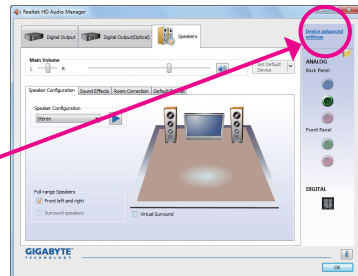 Realtek HD Audio Manager
Device advanced
settings
Digital Output
Digital Output(Optical)
Speakers
Main Volume
L
R
Set Default
Device
ANALOG
Back Panel
Speaker Configuration
Sound Effects
Room Correction
Default Format
Speaker Configuration
Stereo
Front Panel
Full-range Speakers
Front left and right
Surround speakers
Virtual Surround
DIGITAL
GIGABYTE
TECHNOLOGY
OK